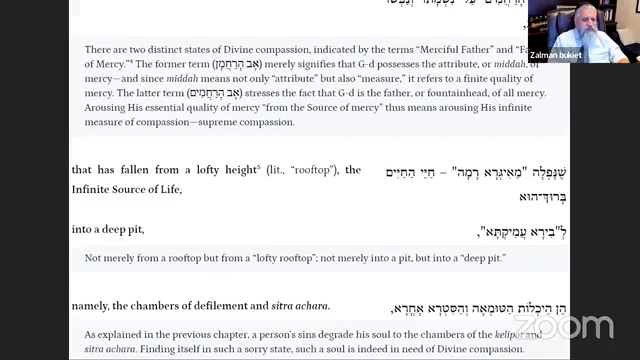 Zalman bukiet
There are two distinct states of Divine compassion, indicated by the terms “Merciful Father” and “Fa
of Mercy.”⁴ The former term (אָב הָרַחֲמָן) merely signifies that G-d possesses the attribute, or middah, of
mercy—and since middah means not only “attribute” but also “measure,” it refers to a finite quality of
mercy. The latter term (אַב הָרַחֲמִים) stresses the fact that G-d is the father, or fountainhead, of all mercy.
Arousing His essential quality of mercy “from the Source of mercy” thus means arousing His infinite
measure of compassion—supreme compassion.
that has fallen from a lofty height⁵ (lit., “rooftop”), the
Infinite Source of Life,
שֶׁנָּפְלָה "מֵאִיגְּרָא רָמָה" – חַיֵּי הַחַיִּים
בָּרוּךְ־הוּא
into a deep pit,
לְ"בִירָא עֲמִיקְתָּא",
Not merely from a rooftop but from a “lofty rooftop”; not merely into a pit, but into a “deep pit.”
namely, the chambers of defilement and sitra achara.
הֵן הֵיכְלוֹת הַטּוּמְאָה וְהַסִּטְרָא אָחֳרָא,
As explained in the previous chapter, a person’s sins degrade his soul to the chambers of the kelipot and
sitra achara. Finding itself in such a sorry state, such a soul is indeed in need of Divine compassion.
zoom